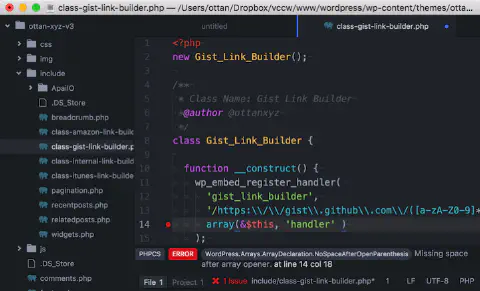 class-gist-link-builder.php — /Users/ottan/Dropbox/vccw/www/wordpress/wp-content/themes/otta...
ottan-xyz-v3
untitled
class-gist-link-builder.php
css
img
include
ApaiIO
.DS_Store
breadcrumb.php
class-amazon-link-buil
class-gist-link-builder.p
class-internal-link-build
class-itunes-link-builde
pagination.php
recentposts.php
relatedposts.php
widgets.php
js
.DS_Store
comments.php
1 <?php
2 new Gist_Link_Builder();
3
4 /**
5 * Class Name: Gist Link Builder
6 * @author @ottanxyz
7 */
8 class Gist_Link_Builder {
9
10 function __construct() {
11 wp_embed_register_handler(
12 'gist_link_builder',
13 '/https:\/\/gist\.github\.com\/([a-zA-Z0-9]+
14 array(&$this, 'handler' )
15 );
PHPCS ERROR WordPress.Arrays.ArrayDeclaration.NoSpaceAfterOpenParenthesis Missing space
after array opener. at line 14 col 18
File 1 Project 1 1 Issue include/class-gist-link-builder.php* 1 LF UTF-8 PHP